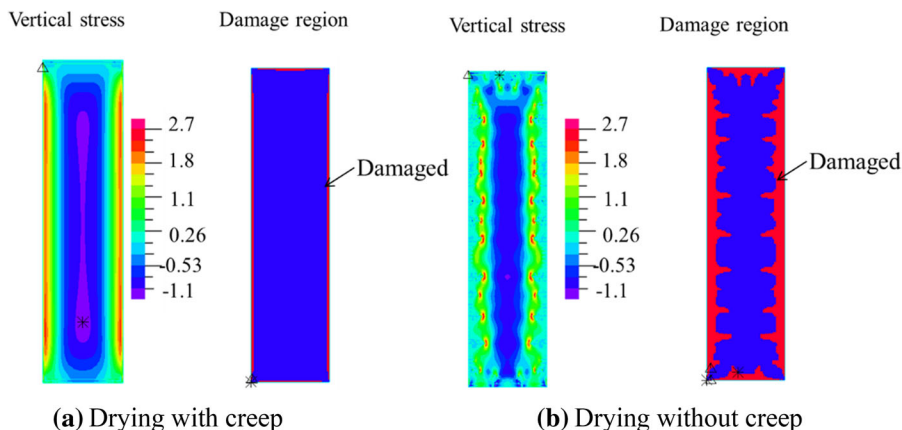 Vertical stress
Damage region
2.7
1.8
1.1
0.26
-0.53
-1.1
Damaged
(a) Drying with creep
Vertical stress
Damage region
2.7
1.8
1.1
0.26
-0.53
-1.1
Damaged
(b) Drying without creep